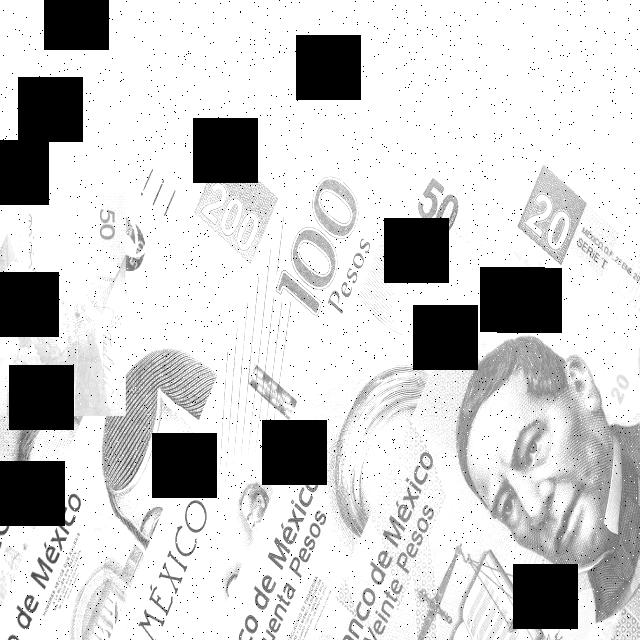 50
200
100
Pesos
50
20
SERIE T
20
o de México
MÉXICO
o de México
uenta Pesos
anco de México
Veinte pesos